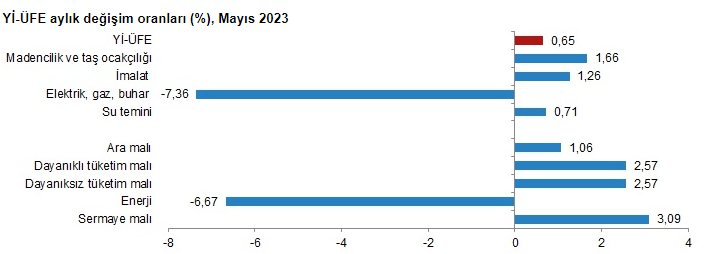 Yİ-ÜFE aylık değişim oranları (%), Mayıs 2023
Yİ-ÜFE 0,65
Madencilik ve taş ocakçılığı 1,66
İmalat 1,26
Elektrik, gaz, buhar -7,36
Su temini 0,71
Ara malı 1,06
Dayanıklı tüketim malı 2,57
Dayanıksız tüketim malı 2,57
Enerji -6,67
Sermaye malı 3,09
-8 -6 -4 -2 0 2 4